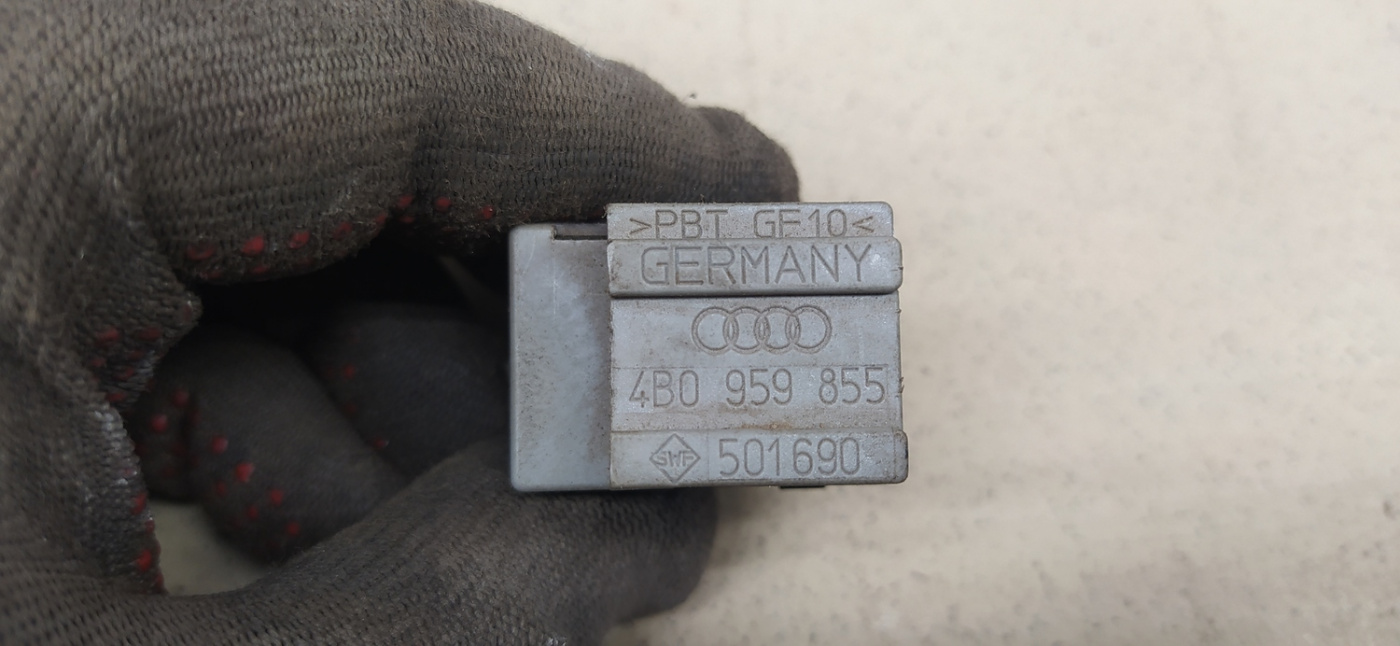 >PBT GF10<
GERMANY
4B0 959 855
SWF 501690